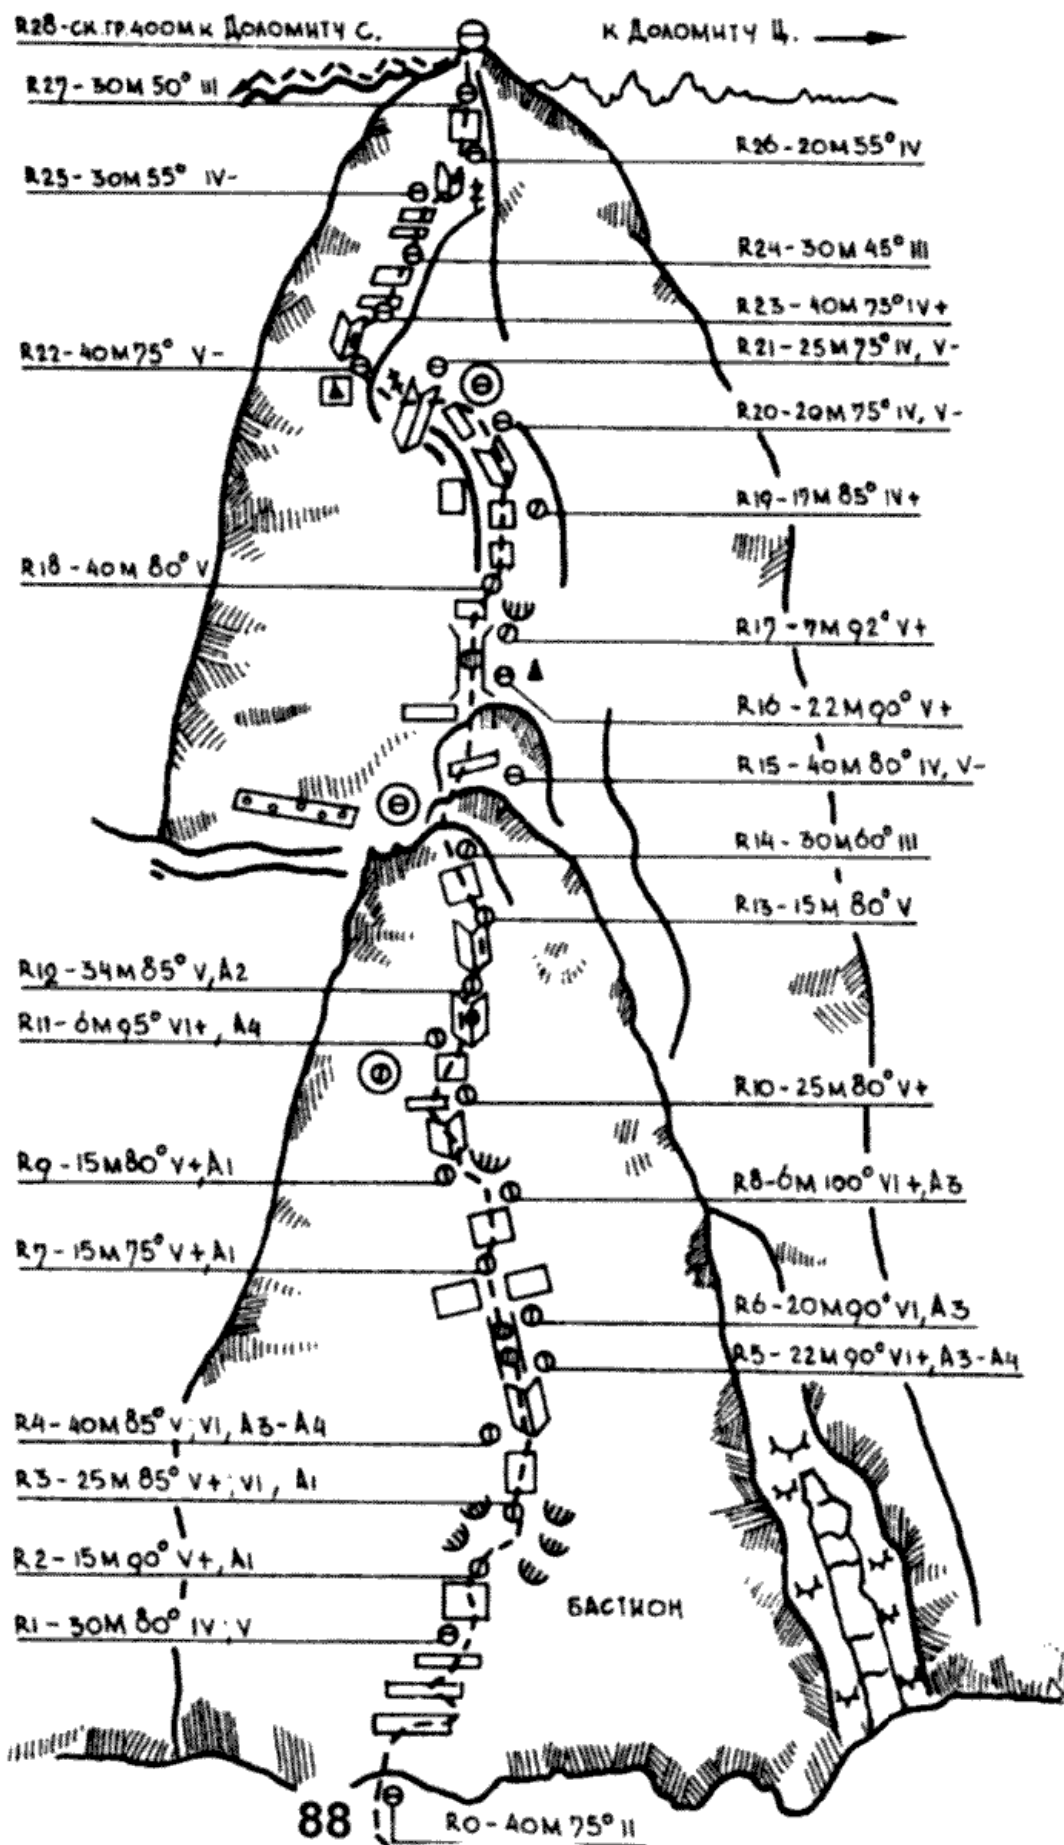 R28-СК.ГР.400М К ДОЛОМИТУ С.
К ДОЛОМИТУ Ц.
R27-30М 50° III
R26-20М 55° IV
R25-30М 55° IV-
R24-30М 45° III
R23-40М 75° IV+
R22-40М 75° V-
R21-25М 75° IV, V-
R20-20М 75° IV, V-
R19-17М 85° IV+
R18-40М 80° V
R17-7М 92° V+
R16-22М 90° V+
R15-40М 80° IV, V-
R14-30М 60° III
R13-15М 80° V
R12-34М 85° V, A2
R11-6М 95° VI+, A4
R10-25М 80° V+
R9-15М 80° V+A1
R8-6М 100° VI+, A3
R7-15М 75° V+, A1
R6-20М 90° VI, A3
R5-22М 90° VI+, A3-A4
R4-40М 85° V; VI, A3-A4
R3-25М 85° V+; VI, A1
R2-15М 90° V+, A1
БАСТИОН
R1-30М 80° IV; V
88
R0-40М 75° II